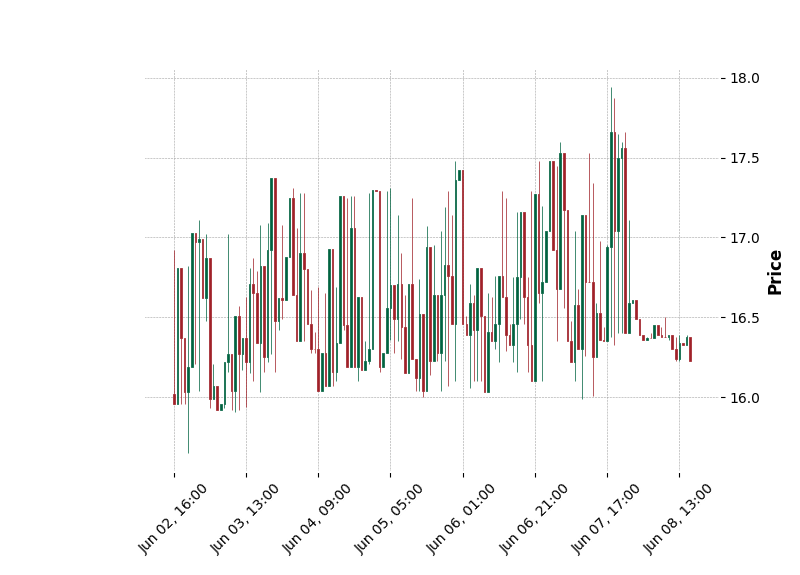 18.0
17.5
17.0
16.5
16.0
Price
Jun 02, 16:00
Jun 03, 13:00
Jun 04, 09:00
Jun 05, 05:00
Jun 06, 01:00
Jun 06, 21:00
Jun 07, 17:00
Jun 08, 13:00